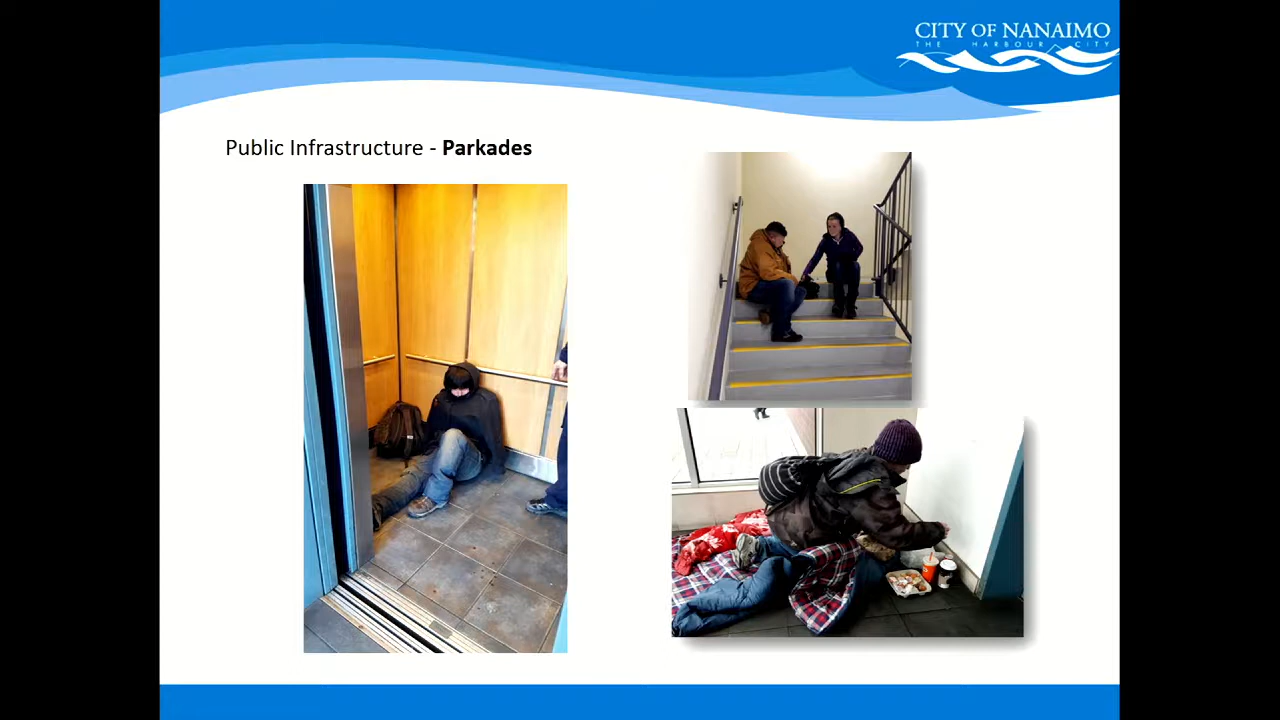 CITY OF NANAIMO
THE HARBOUR CITY
Public Infrastructure - Parkades